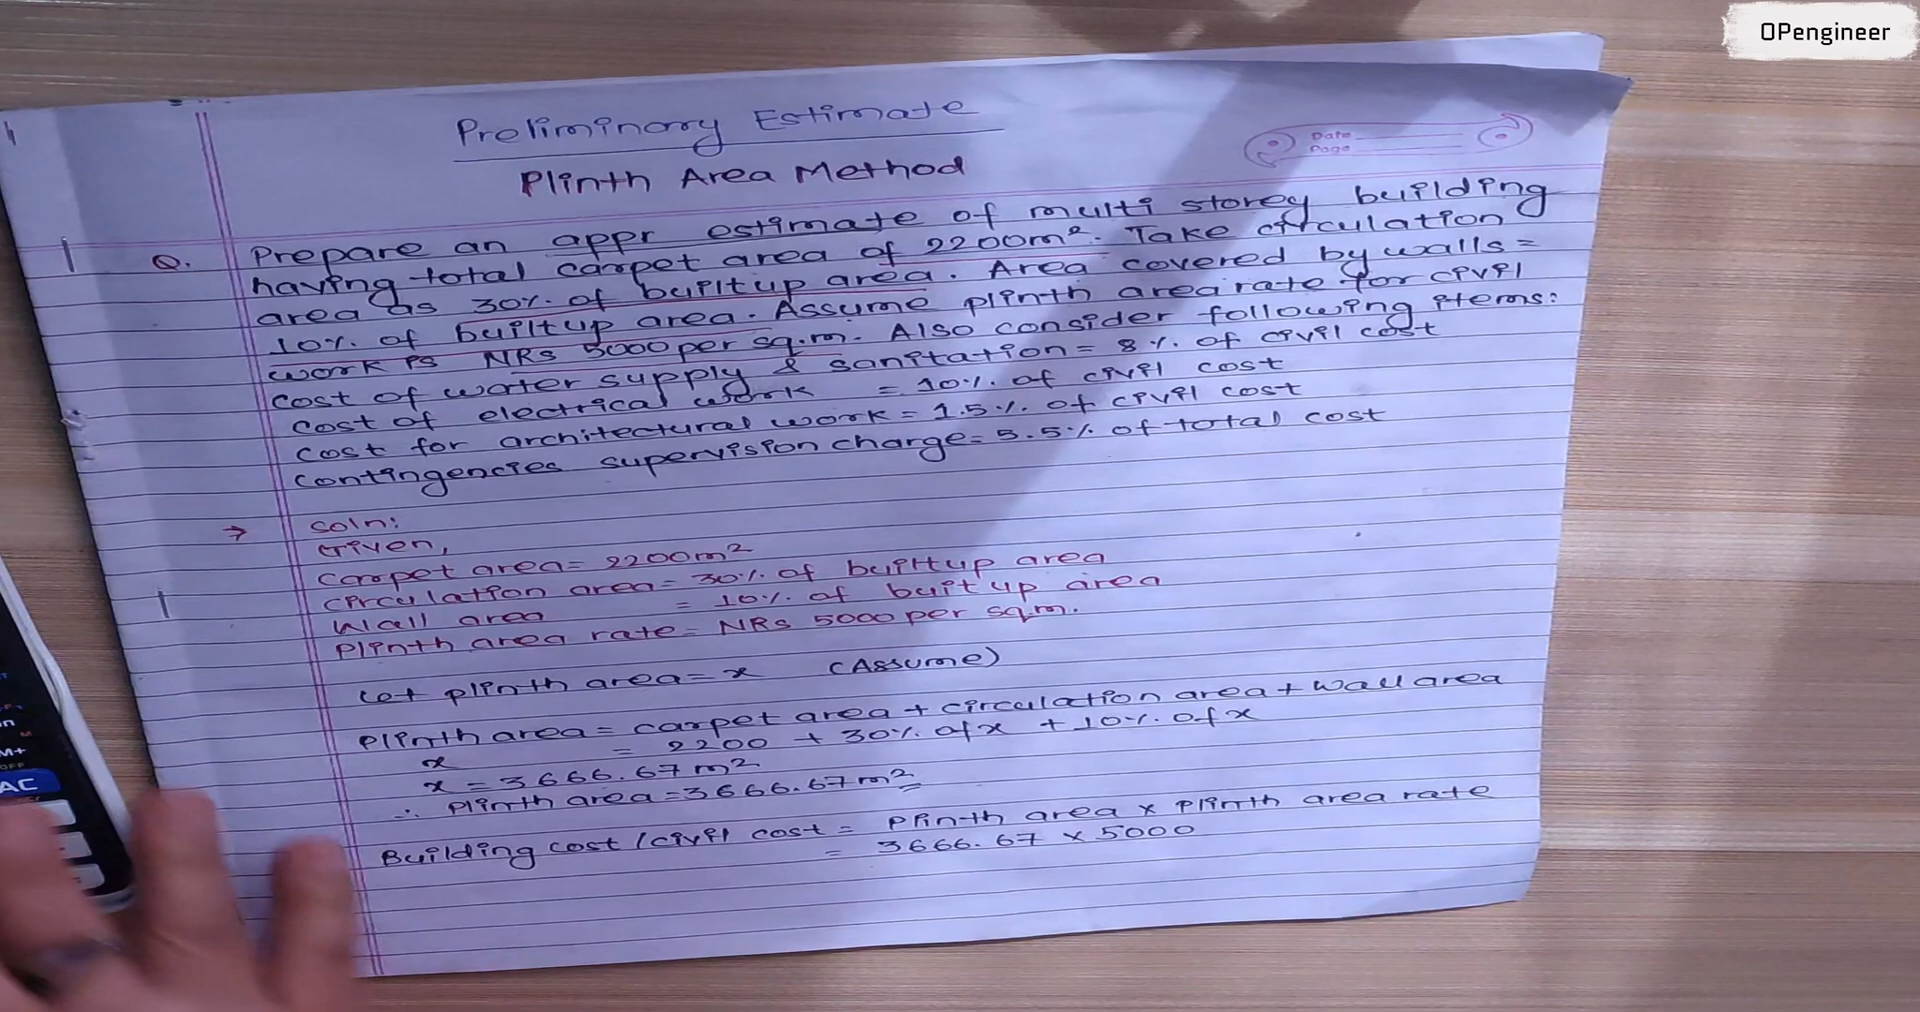 OPengineer
Preliminary Estimate
Date
Page
Plinth Area Method
Q. Prepare an appr estimate of multi storey building
having total carpet area of 2200m². Take circulation
area as 30% of builtup area. Area covered by walls =
10% of builtup area. Assume plinth area rate for civil
work is NRs 5000 per sq.m. Also consider following items:
cost of water supply & sanitation = 8% of civil cost
cost of electrical work = 10% of civil cost
cost for architectural work = 1.5% of civil cost
contingencies supervision charge = 5.5% of total cost
→ Soln:
Given,
carpet area = 2200m²
circulation area = 30% of builtup area
Wall area = 10% of built up area
Plinth area rate = NRs 5000 per sq.m.
Let plinth area = x (Assume)
Plinth area = carpet area + circulation area + wall area
x = 2200 + 30% of x + 10% of x
x = 3666.67 m²
∴ Plinth area = 3666.67 m²
Building cost / civil cost = Plinth area x plinth area rate
= 3666.67 x 5000
M+
AC